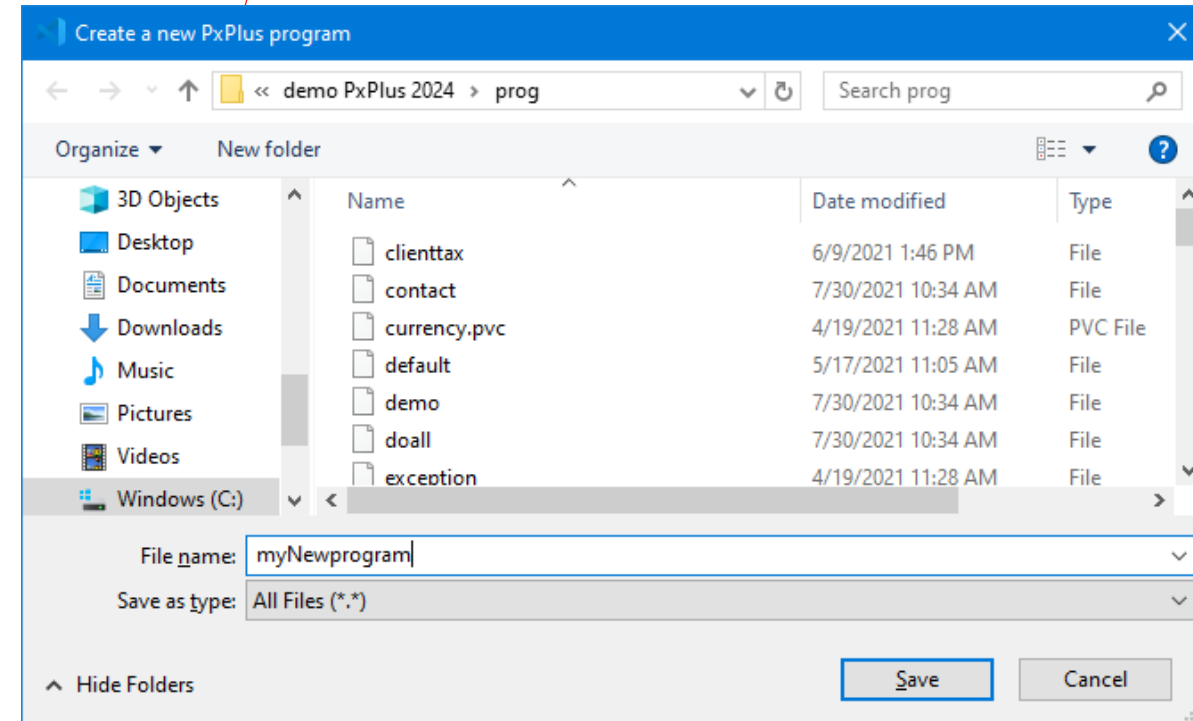 Create a new PxPlus program
« demo PxPlus 2024 › prog Search prog
Organize New folder
Name Date modified Type
3D Objects
Desktop
Documents
Downloads
Music
Pictures
Videos
Windows (C:)
clienttax 6/9/2021 1:46 PM File
contact 7/30/2021 10:34 AM File
currency.pvc 4/19/2021 11:28 AM PVC File
default 5/17/2021 11:05 AM File
demo 7/30/2021 10:34 AM File
doall 7/30/2021 10:34 AM File
exception 4/19/2021 11:28 AM File
File name: myNewprogram
Save as type: All Files (*.*)
Hide Folders Save Cancel